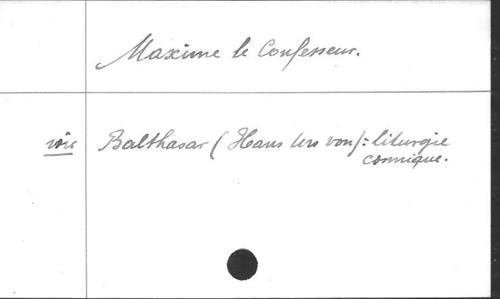 Maxime le Confesseur.
voir Balthasar (Hans Urs von): liturgie
cosmique.